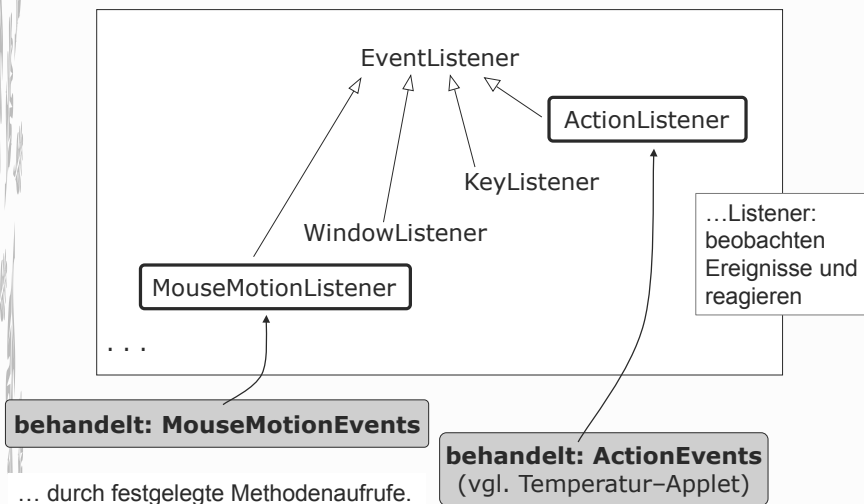 EventListener
ActionListener
KeyListener
WindowListener
MouseMotionListener
. . .
…Listener:
beobachten
Ereignisse und
reagieren
behandelt: MouseMotionEvents
behandelt: ActionEvents
(vgl. Temperatur–Applet)
… durch festgelegte Methodenaufrufe.